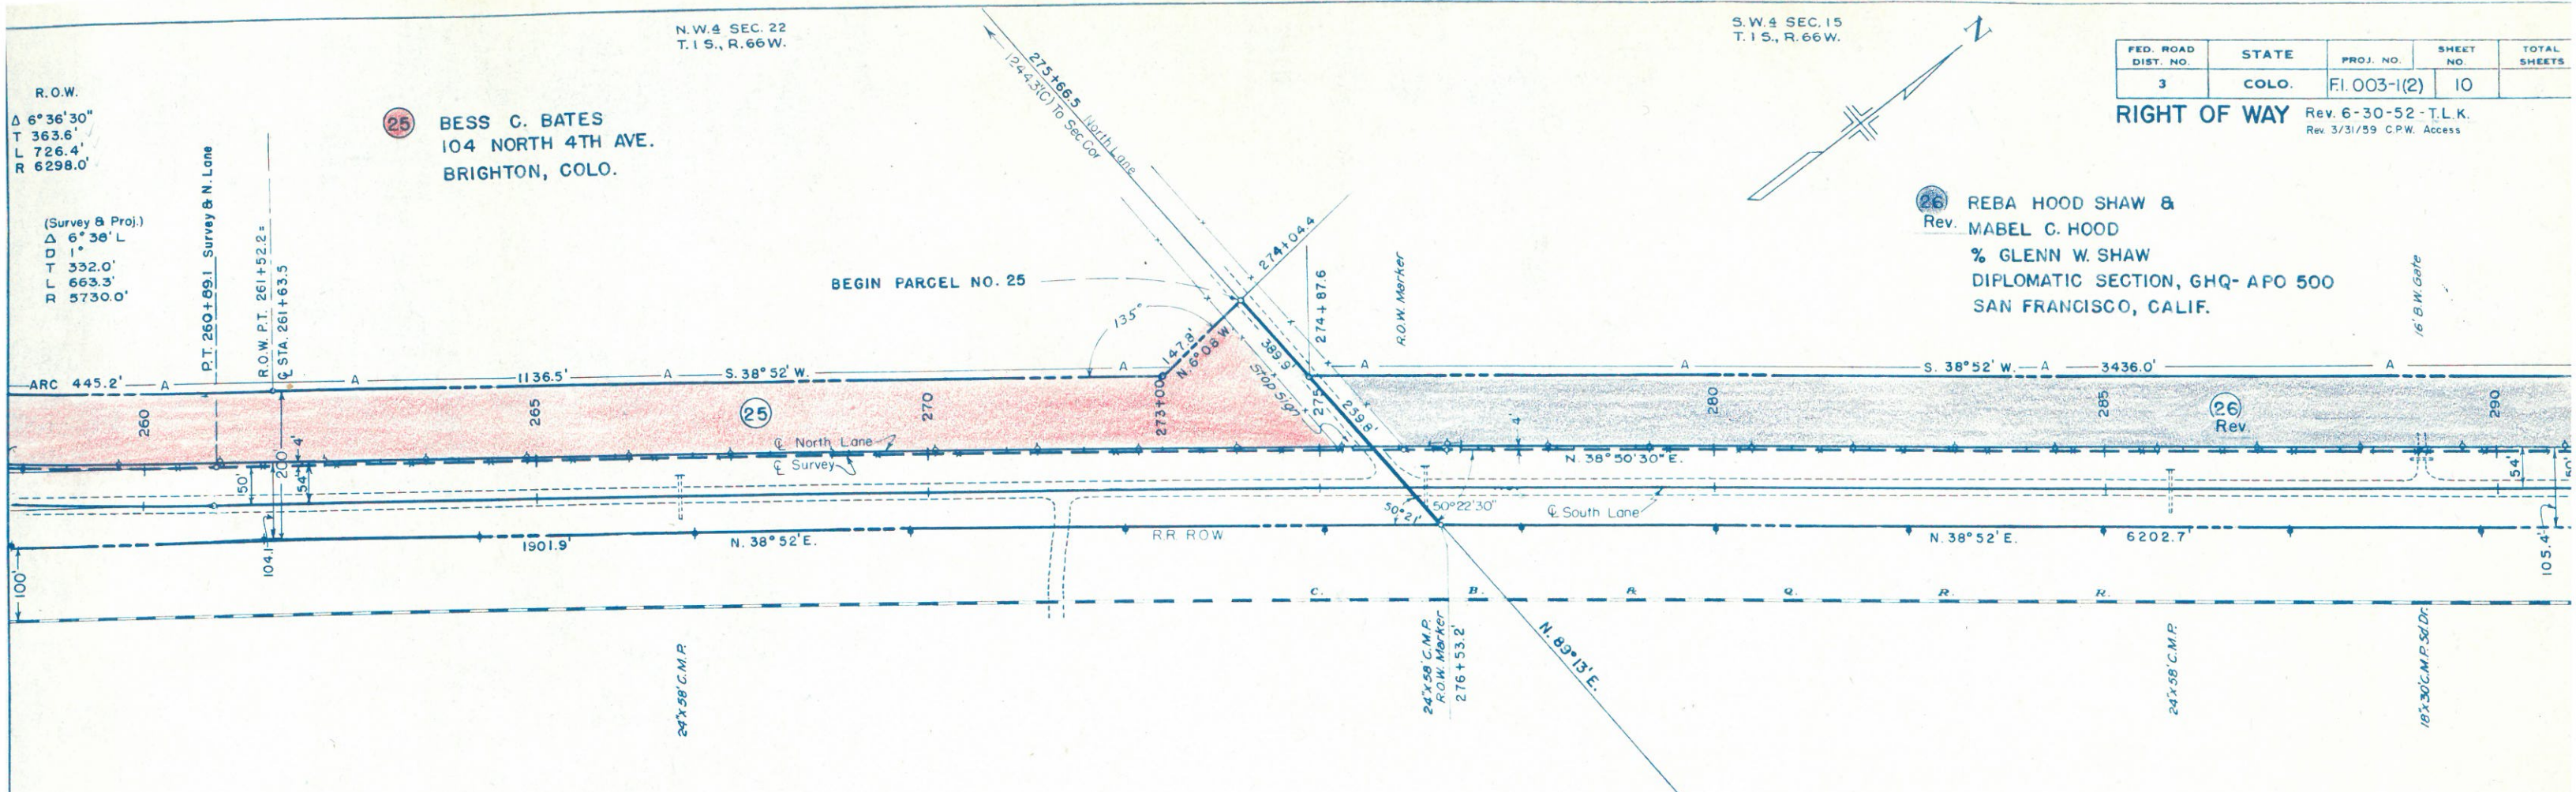 N.W.4 SEC. 22
T. I S., R. 66 W.
S.W.4 SEC. 15
T. I S., R. 66 W.
N
FED. ROAD DIST. NO.
STATE
PROJ. NO.
SHEET NO.
TOTAL SHEETS
3
COLO.
F.I. 003-1(2)
10
RIGHT OF WAY
Rev. 6-30-52 - T.L.K.
Rev. 3/31/59 C.P.W. Access
R.O.W.
Δ 6°36'30"
T 363.6'
L 726.4'
R 6298.0'
(Survey & Proj.)
Δ 6°38' L
D 1°
T 332.0'
L 663.3'
R 5730.0'
25
BESS C. BATES
104 NORTH 4TH AVE.
BRIGHTON, COLO.
26
Rev.
REBA HOOD SHAW &
MABEL C. HOOD
% GLENN W. SHAW
DIPLOMATIC SECTION, GHQ- APO 500
SAN FRANCISCO, CALIF.
P.T. 260+89.1 Survey & N. Lane
R.O.W. P.T. 261+52.2 =
℄ STA. 261+63.5
275+66.5 North Lane
1244.3'(C) To Sec Cor
BEGIN PARCEL NO. 25
135°
147.8'
N. 6°08' W
274+04.4
274+87.6
389.9'
Stop sign
239.8'
R.O.W. Marker
16' B.W. Gate
ARC 445.2'
A
A
1136.5'
A
S. 38°52' W.
A
A
A
S. 38°52' W.
A
3436.0'
A
260
265
25
270
273+00
275
280
285
26
Rev.
290
℄ North Lane
℄ Survey
4'
50'
200'
54'
4'
N. 38°50'30" E.
54'
50'
50°21'
50°22'30"
℄ South Lane
104.1'
1901.9'
N. 38°52' E.
R.R. ROW
N. 38°52' E.
6202.7'
105.4'
100'
C. B. & Q. R. R.
24"x58' C.M.P.
24"x58' C.M.P.
R.O.W. Marker
276+53.2'
N. 89°13' E.
24"x58' C.M.P.
18"x30' C.M.P. Sd Dr.